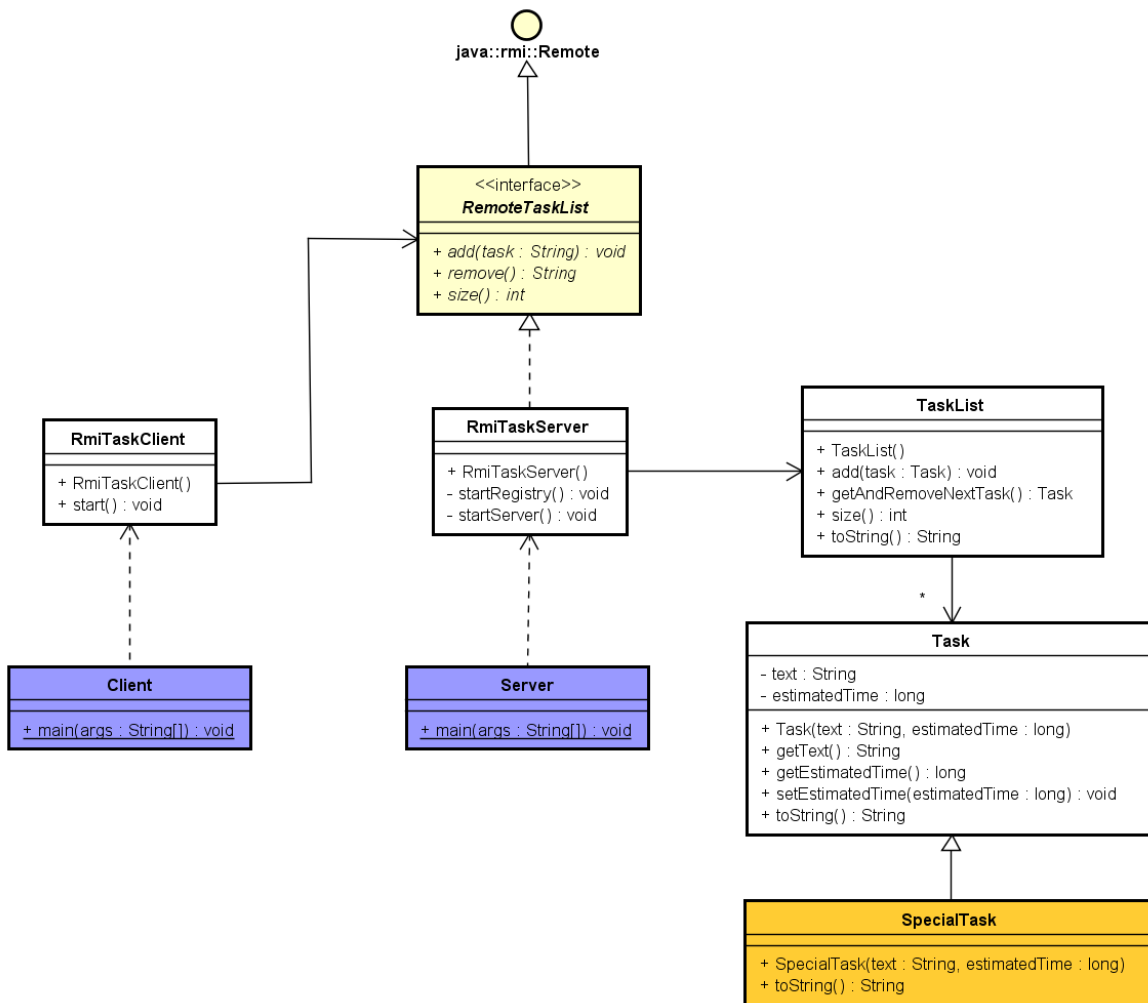 java::rmi::Remote
<<interface>>
RemoteTaskList
+ add(task : String) : void
+ remove() : String
+ size() : int
RmiTaskClient
+ RmiTaskClient()
+ start() : void
RmiTaskServer
+ RmiTaskServer()
- startRegistry() : void
- startServer() : void
TaskList
+ TaskList()
+ add(task : Task) : void
+ getAndRemoveNextTask() : Task
+ size() : int
+ toString() : String
*
Client
+ main(args : String[]) : void
Server
+ main(args : String[]) : void
Task
- text : String
- estimatedTime : long
+ Task(text : String, estimatedTime : long)
+ getText() : String
+ getEstimatedTime() : long
+ setEstimatedTime(estimatedTime : long) : void
+ toString() : String
SpecialTask
+ SpecialTask(text : String, estimatedTime : long)
+ toString() : String